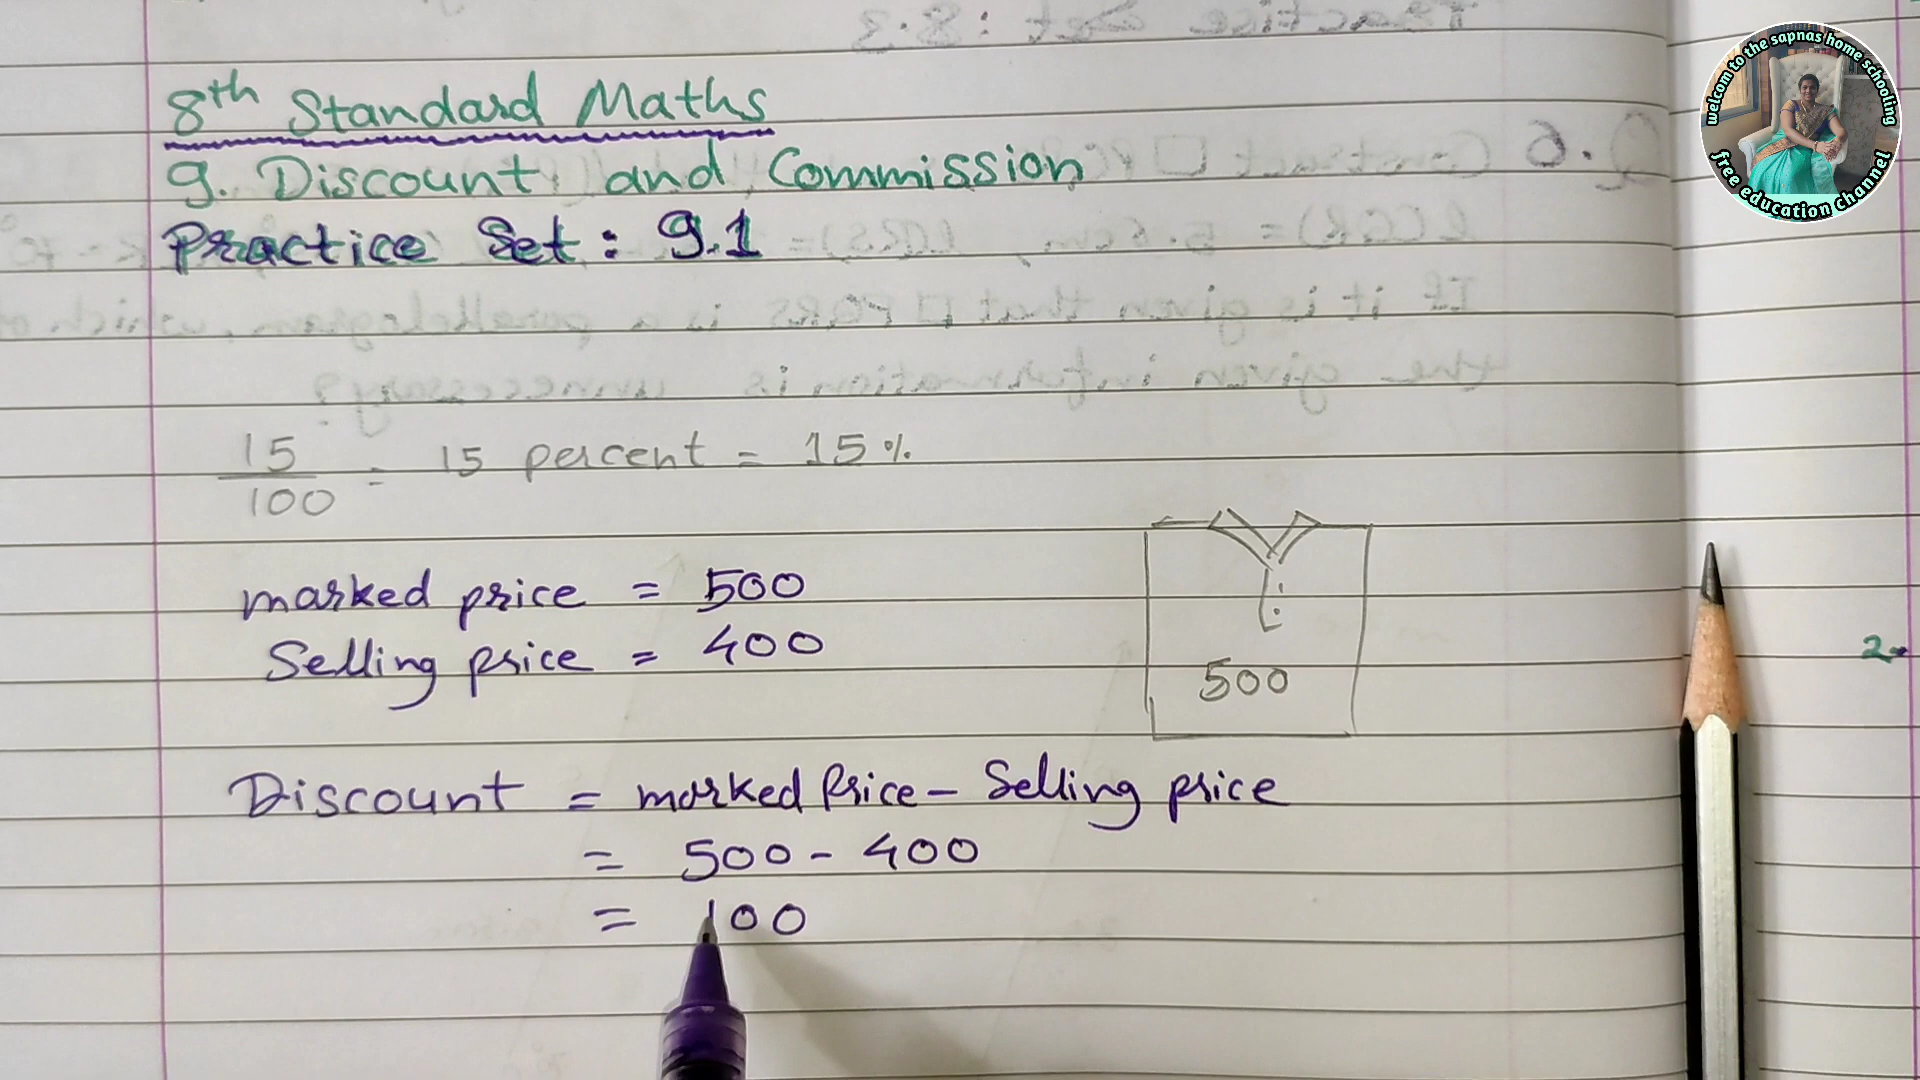 8th Standard Maths
9. Discount and Commission
Practice Set : 9.1
15/100 = 15 percent = 15%
marked price = 500
Selling price = 400
500
Discount = marked Price - Selling price
= 500 - 400
= 100
2.
welcom to the sapnas home schooling
free education channel